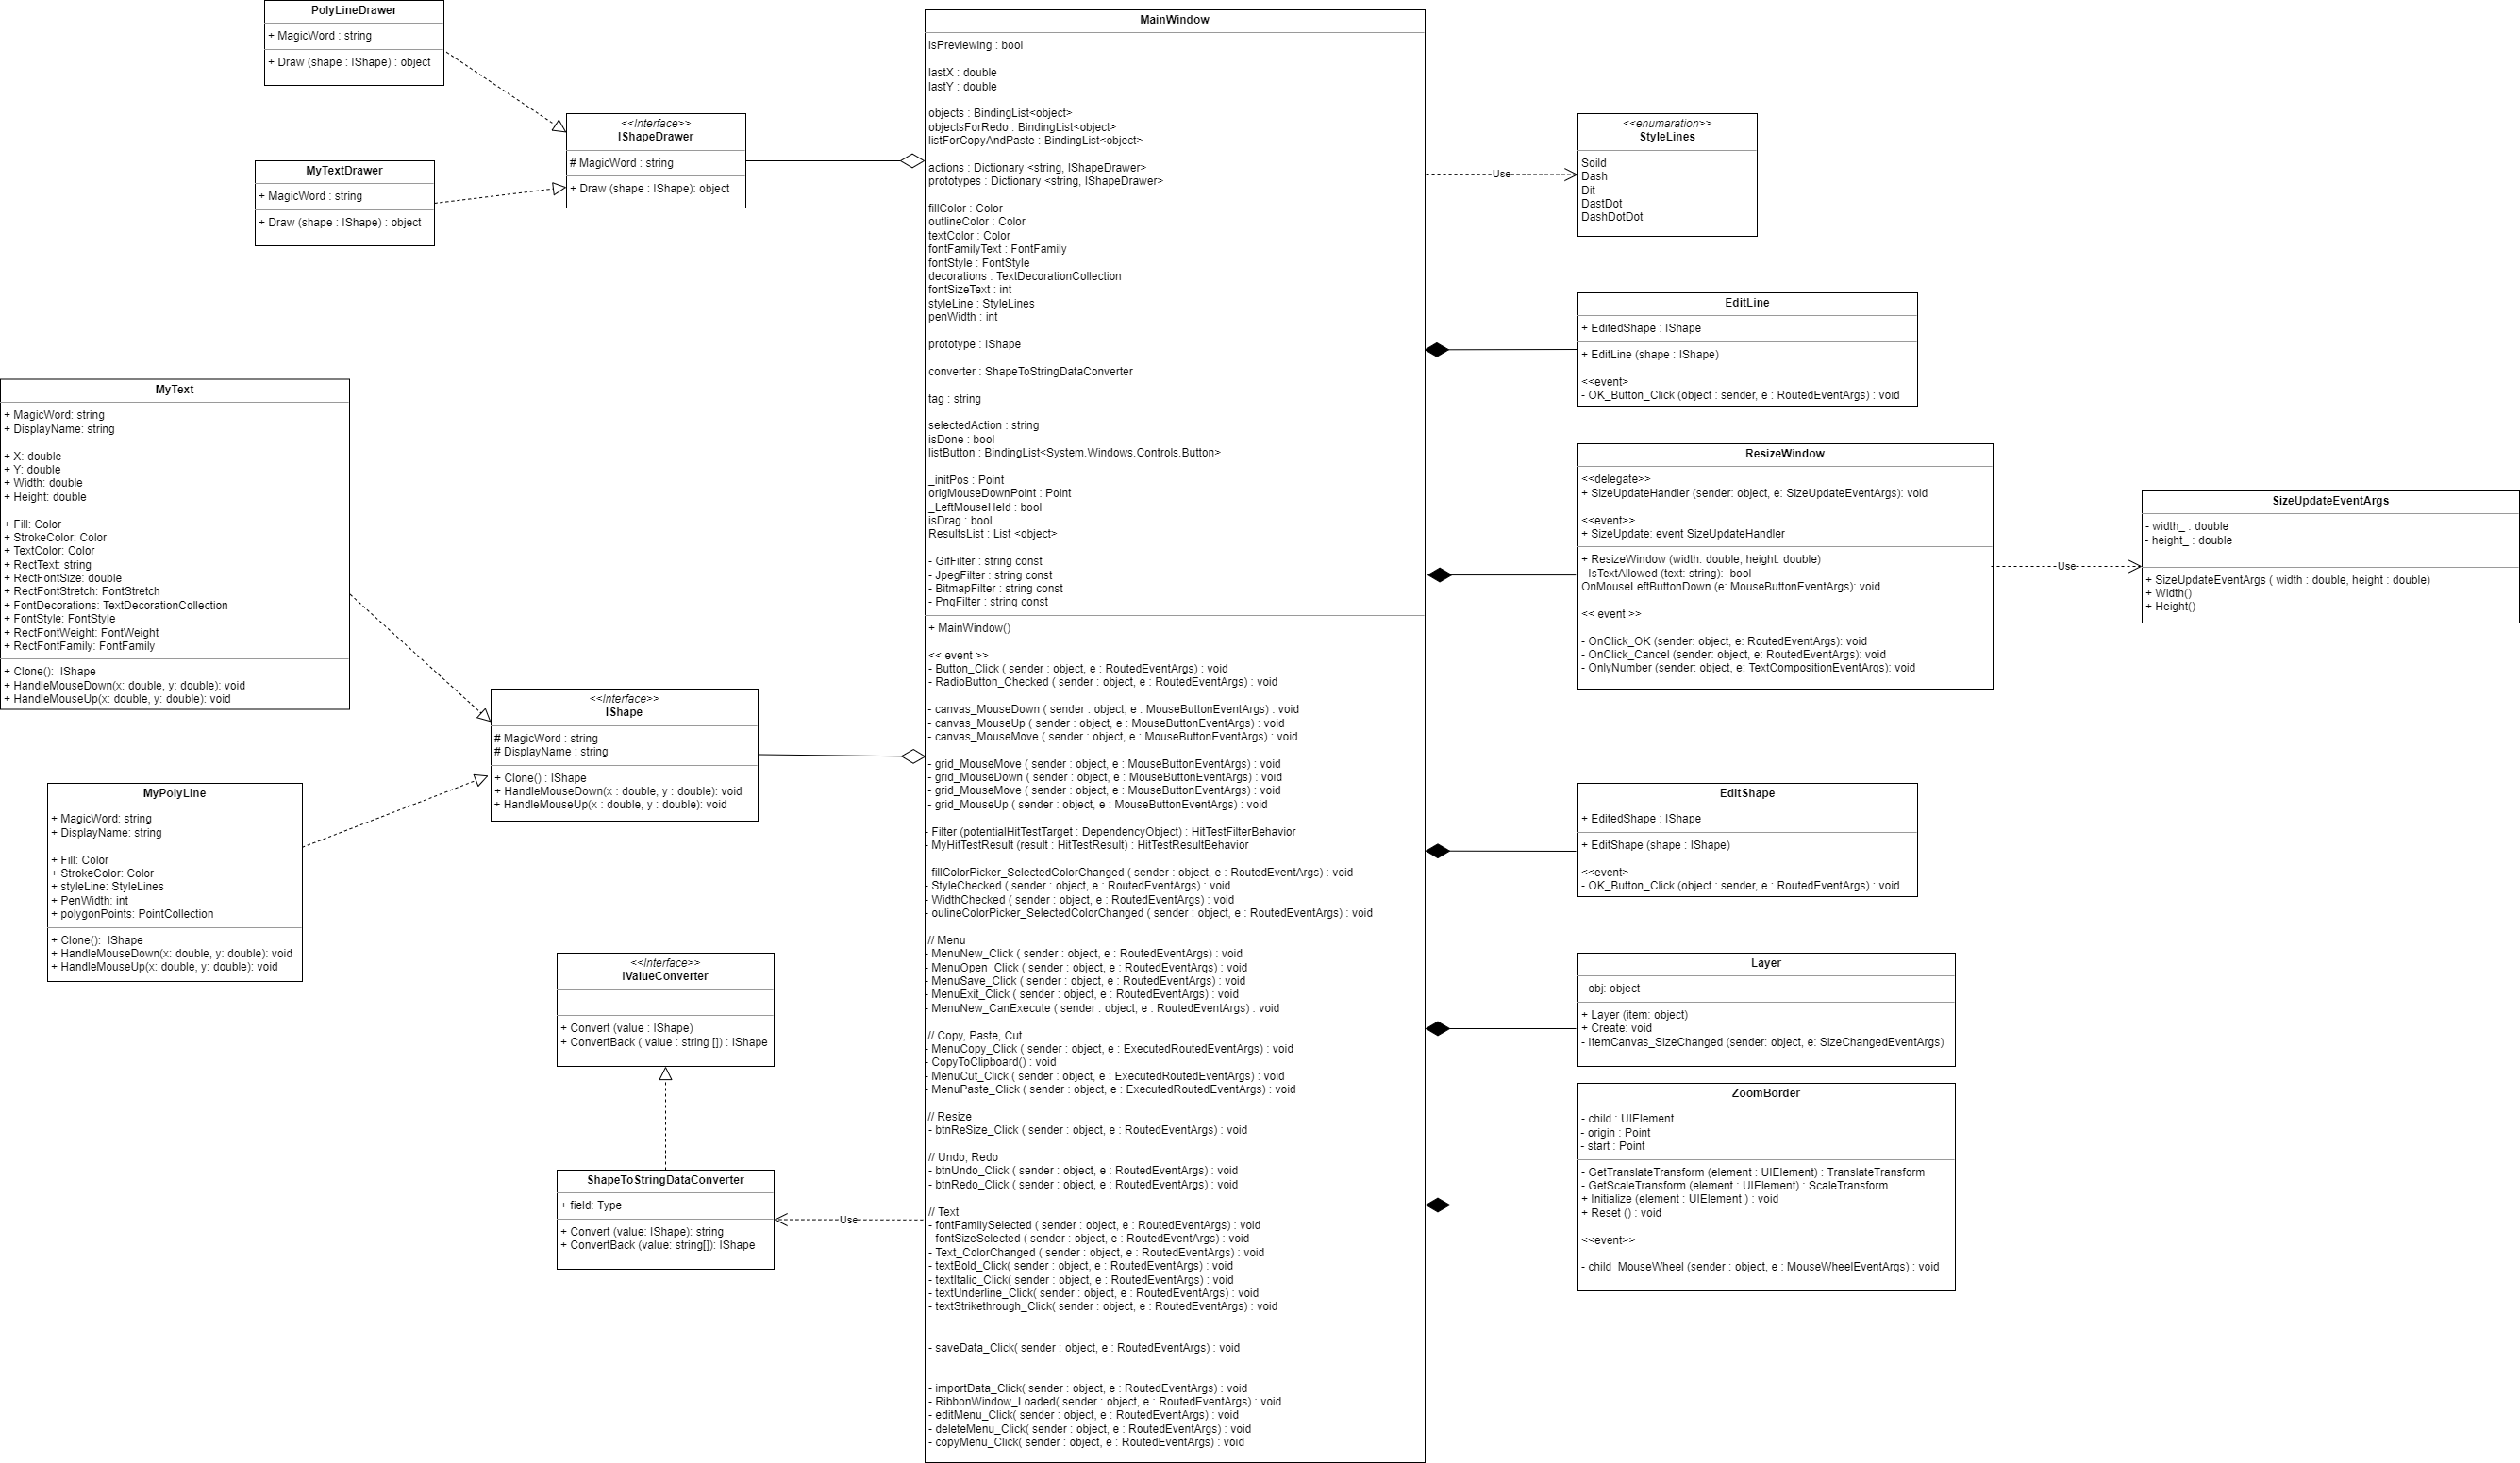 PolyLineDrawer
+ MagicWord : string
+ Draw (shape : IShape) : object
MyTextDrawer
+ MagicWord : string
+ Draw (shape : IShape) : object
<<Interface>>
IShapeDrawer
# MagicWord : string
+ Draw (shape : IShape): object
MyText
+ MagicWord: string
+ DisplayName: string
+ X: double
+ Y: double
+ Width: double
+ Height: double
+ Fill: Color
+ StrokeColor: Color
+ TextColor: Color
+ RectText: string
+ RectFontSize: double
+ RectFontStretch: FontStretch
+ FontDecorations: TextDecorationCollection
+ FontStyle: FontStyle
+ RectFontWeight: FontWeight
+ RectFontFamily: FontFamily
+ Clone():  IShape
+ HandleMouseDown(x: double, y: double): void
+ HandleMouseUp(x: double, y: double): void
MyPolyLine
+ MagicWord: string
+ DisplayName: string
+ Fill: Color
+ StrokeColor: Color
+ styleLine: StyleLines
+ PenWidth: int
+ polygonPoints: PointCollection
+ Clone():  IShape
+ HandleMouseDown(x: double, y: double): void
+ HandleMouseUp(x: double, y: double): void
<<Interface>>
IShape
# MagicWord : string
# DisplayName : string
+ Clone() : IShape
+ HandleMouseDown(x : double, y : double): void
+ HandleMouseUp(x : double, y : double): void
<<Interface>>
IValueConverter
+ Convert (value : IShape)
+ ConvertBack ( value : string []) : IShape
ShapeToStringDataConverter
+ field: Type
+ Convert (value: IShape): string
+ ConvertBack (value: string[]): IShape
Use
MainWindow
isPreviewing : bool
lastX : double
lastY : double
objects : BindingList<object>
objectsForRedo : BindingList<object>
listForCopyAndPaste : BindingList<object>
actions : Dictionary <string, IShapeDrawer>
prototypes : Dictionary <string, IShapeDrawer>
fillColor : Color
outlineColor : Color
textColor : Color
fontFamilyText : FontFamily
fontStyle : FontStyle
decorations : TextDecorationCollection
fontSizeText : int
styleLine : StyleLines
penWidth : int
prototype : IShape
converter : ShapeToStringDataConverter
tag : string
selectedAction : string
isDone : bool
listButton : BindingList<System.Windows.Controls.Button>
_initPos : Point
origMouseDownPoint : Point
_LeftMouseHeld : bool
isDrag : bool
ResultsList : List <object>
- GifFilter : string const
- JpegFilter : string const
- BitmapFilter : string const
- PngFilter : string const
+ MainWindow()
<< event >>
- Button_Click ( sender : object, e : RoutedEventArgs) : void
- RadioButton_Checked ( sender : object, e : RoutedEventArgs) : void
- canvas_MouseDown ( sender : object, e : MouseButtonEventArgs) : void
- canvas_MouseUp ( sender : object, e : MouseButtonEventArgs) : void
- canvas_MouseMove ( sender : object, e : MouseButtonEventArgs) : void
- grid_MouseMove ( sender : object, e : MouseButtonEventArgs) : void
- grid_MouseDown ( sender : object, e : MouseButtonEventArgs) : void
- grid_MouseMove ( sender : object, e : MouseButtonEventArgs) : void
- grid_MouseUp ( sender : object, e : MouseButtonEventArgs) : void
- Filter (potentialHitTestTarget : DependencyObject) : HitTestFilterBehavior
- MyHitTestResult (result : HitTestResult) : HitTestResultBehavior
- fillColorPicker_SelectedColorChanged ( sender : object, e : RoutedEventArgs) : void
- StyleChecked ( sender : object, e : RoutedEventArgs) : void
- WidthChecked ( sender : object, e : RoutedEventArgs) : void
- oulineColorPicker_SelectedColorChanged ( sender : object, e : RoutedEventArgs) : void
// Menu
- MenuNew_Click ( sender : object, e : RoutedEventArgs) : void
- MenuOpen_Click ( sender : object, e : RoutedEventArgs) : void
- MenuSave_Click ( sender : object, e : RoutedEventArgs) : void
- MenuExit_Click ( sender : object, e : RoutedEventArgs) : void
- MenuNew_CanExecute ( sender : object, e : RoutedEventArgs) : void
// Copy, Paste, Cut
- MenuCopy_Click ( sender : object, e : ExecutedRoutedEventArgs) : void
- CopyToClipboard() : void
- MenuCut_Click ( sender : object, e : ExecutedRoutedEventArgs) : void
- MenuPaste_Click ( sender : object, e : ExecutedRoutedEventArgs) : void
// Resize
- btnReSize_Click ( sender : object, e : RoutedEventArgs) : void
// Undo, Redo
- btnUndo_Click ( sender : object, e : RoutedEventArgs) : void
- btnRedo_Click ( sender : object, e : RoutedEventArgs) : void
// Text
- fontFamilySelected ( sender : object, e : RoutedEventArgs) : void
- fontSizeSelected ( sender : object, e : RoutedEventArgs) : void
- Text_ColorChanged ( sender : object, e : RoutedEventArgs) : void
- textBold_Click( sender : object, e : RoutedEventArgs) : void
- textItalic_Click( sender : object, e : RoutedEventArgs) : void
- textUnderline_Click( sender : object, e : RoutedEventArgs) : void
- textStrikethrough_Click( sender : object, e : RoutedEventArgs) : void
- saveData_Click( sender : object, e : RoutedEventArgs) : void
- importData_Click( sender : object, e : RoutedEventArgs) : void
- RibbonWindow_Loaded( sender : object, e : RoutedEventArgs) : void
- editMenu_Click( sender : object, e : RoutedEventArgs) : void
- deleteMenu_Click( sender : object, e : RoutedEventArgs) : void
- copyMenu_Click( sender : object, e : RoutedEventArgs) : void
Use
<<enumaration>>
StyleLines
Soild
Dash
Dit
DastDot
DashDotDot
EditLine
+ EditedShape : IShape
+ EditLine (shape : IShape)
<<event>
- OK_Button_Click (object : sender, e : RoutedEventArgs) : void
ResizeWindow
<<delegate>>
+ SizeUpdateHandler (sender: object, e: SizeUpdateEventArgs): void
<<event>>
+ SizeUpdate: event SizeUpdateHandler
+ ResizeWindow (width: double, height: double)
- IsTextAllowed (text: string):  bool
OnMouseLeftButtonDown (e: MouseButtonEventArgs): void
<< event >>
- OnClick_OK (sender: object, e: RoutedEventArgs): void
- OnClick_Cancel (sender: object, e: RoutedEventArgs): void
- OnlyNumber (sender: object, e: TextCompositionEventArgs): void
Use
SizeUpdateEventArgs
- width_ : double
- height_ : double
+ SizeUpdateEventArgs ( width : double, height : double)
+ Width()
+ Height()
EditShape
+ EditedShape : IShape
+ EditShape (shape : IShape)
<<event>
- OK_Button_Click (object : sender, e : RoutedEventArgs) : void
Layer
- obj: object
+ Layer (item: object)
+ Create: void
- ItemCanvas_SizeChanged (sender: object, e: SizeChangedEventArgs)
ZoomBorder
- child : UIElement
- origin : Point
- start : Point
- GetTranslateTransform (element : UIElement) : TranslateTransform
- GetScaleTransform (element : UIElement) : ScaleTransform
+ Initialize (element : UIElement ) : void
+ Reset () : void
<<event>>
- child_MouseWheel (sender : object, e : MouseWheelEventArgs) : void